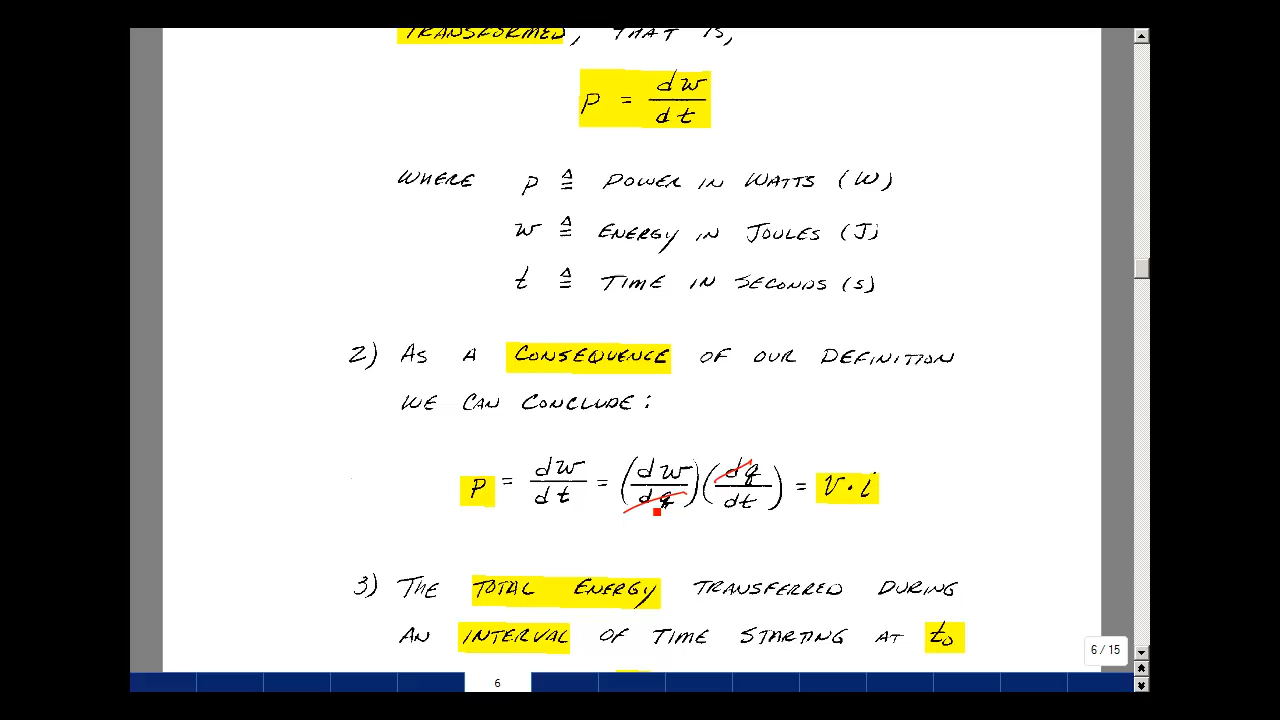 TRANSFORMED, THAT IS,
p = dw/dt
WHERE p ≜ POWER IN WATTS (W)
w ≜ ENERGY IN JOULES (J)
t ≜ TIME IN SECONDS (s)
2) AS A CONSEQUENCE OF OUR DEFINITION
WE CAN CONCLUDE:
p = dw/dt = (dw/dq)(dq/dt) = v·i
3) THE TOTAL ENERGY TRANSFERRED DURING
AN INTERVAL OF TIME STARTING AT t₀
6 / 15
6